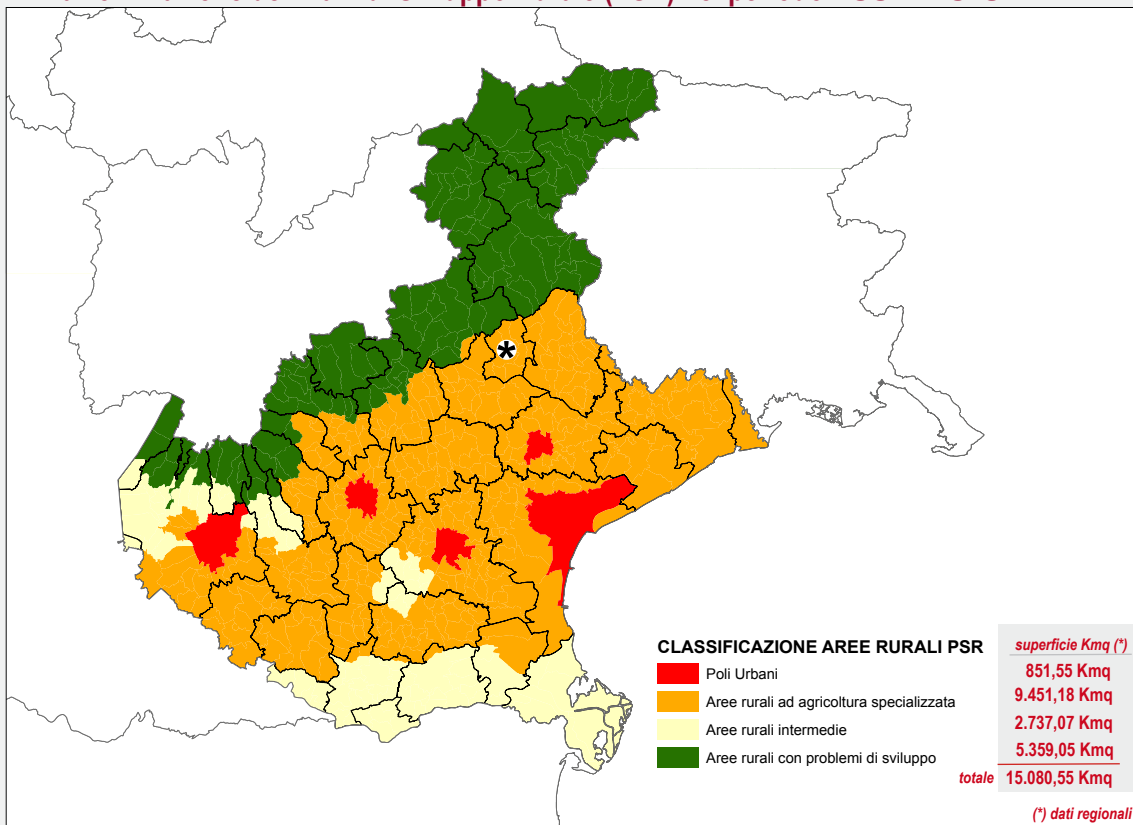 CLASSIFICAZIONE AREE RURALI PSR
superficie Kmq (*)
Poli Urbani
851,55 Kmq
Aree rurali ad agricoltura specializzata
9.451,18 Kmq
Aree rurali intermedie
2.737,07 Kmq
Aree rurali con problemi di sviluppo
5.359,05 Kmq
totale 15.080,55 Kmq
(*) dati regionali
*